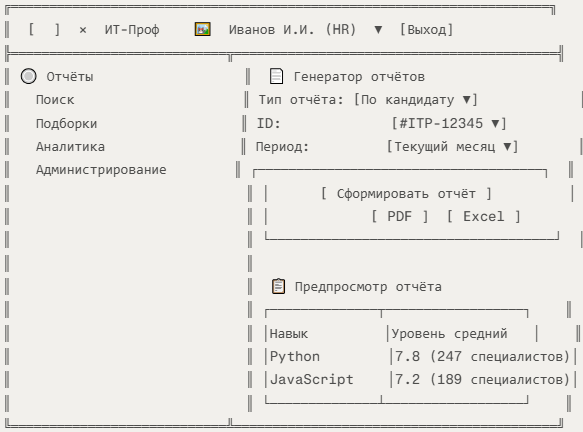 [ ] × ИТ-Проф Иванов И.И. (HR) ▼ [Выход]
Отчёты
Поиск
Подборки
Аналитика
Администрирование
Генератор отчётов
Тип отчёта: [По кандидату ▼]
ID: [#ITP-12345 ▼]
Период: [Текущий месяц ▼]
[ Сформировать отчёт ]
[ PDF ] [ Excel ]
Предпросмотр отчёта
Навык Уровень средний
Python 7.8 (247 специалистов)
JavaScript 7.2 (189 специалистов)